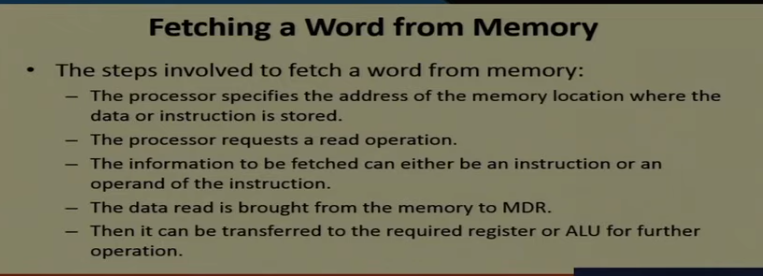 Fetching a Word from Memory
• The steps involved to fetch a word from memory:
– The processor specifies the address of the memory location where the
data or instruction is stored.
– The processor requests a read operation.
– The information to be fetched can either be an instruction or an
operand of the instruction.
– The data read is brought from the memory to MDR.
– Then it can be transferred to the required register or ALU for further
operation.